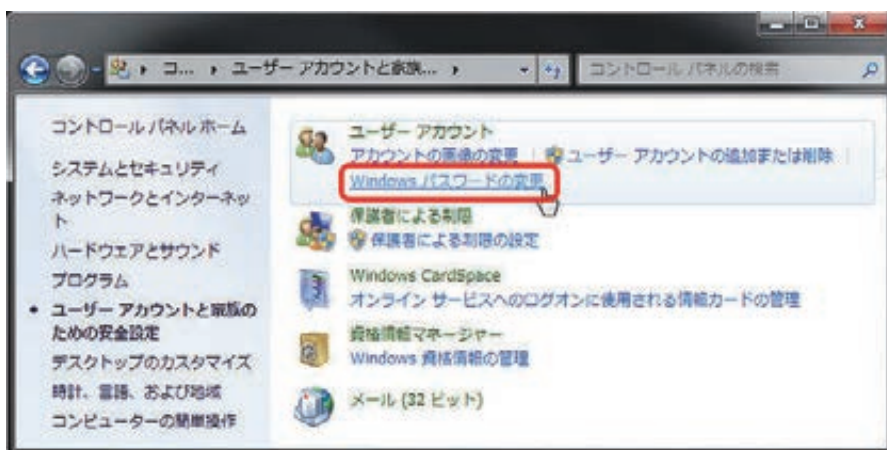 コ... ユーザー アカウントと家族...
コントロール パネルの検索
コントロール パネル ホーム
システムとセキュリティ
ネットワークとインターネッ
ト
ハードウェアとサウンド
プログラム
ユーザー アカウントと家族の
ための安全設定
デスクトップのカスタマイズ
時計、言語、および地域
コンピューターの簡単操作
ユーザー アカウント
アカウントの画像の変更 | ユーザー アカウントの追加または削除 |
Windows パスワードの変更
保護者による制限
保護者による制限の設定
Windows CardSpace
オンライン サービスへのログオンに使用される情報カードの管理
資格情報マネージャー
Windows 資格情報の管理
メール (32 ビット)